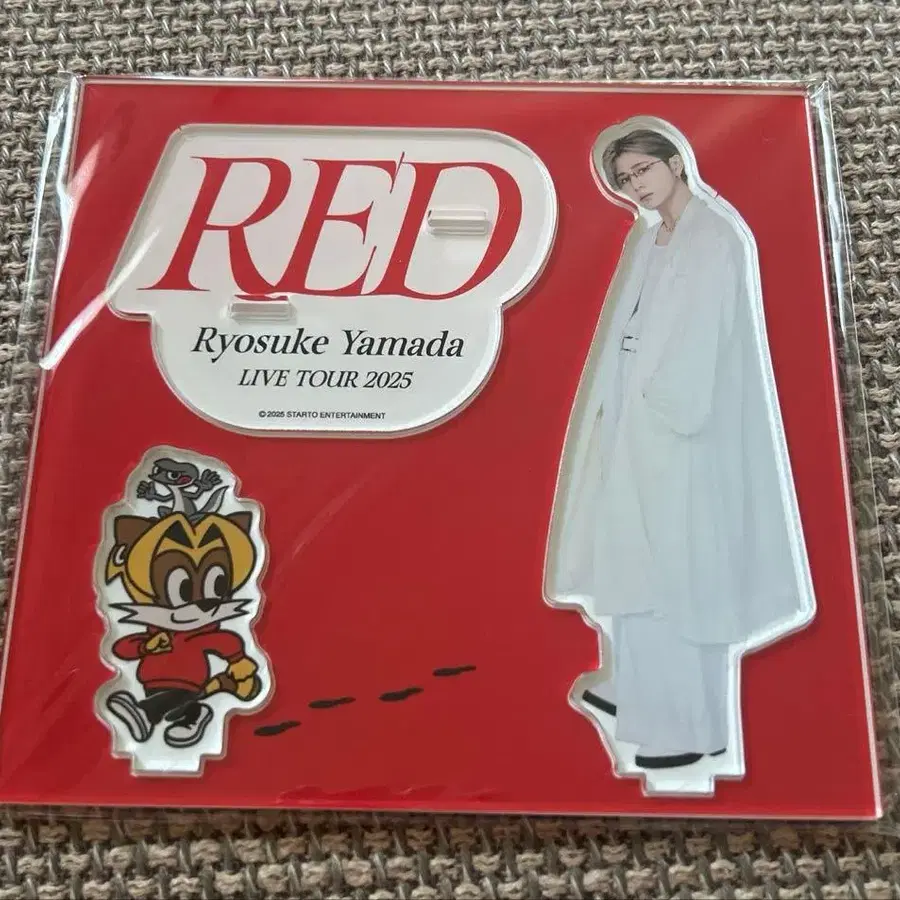 RED
Ryosuke Yamada
LIVE TOUR 2025
©2025 STARTO ENTERTAINMENT